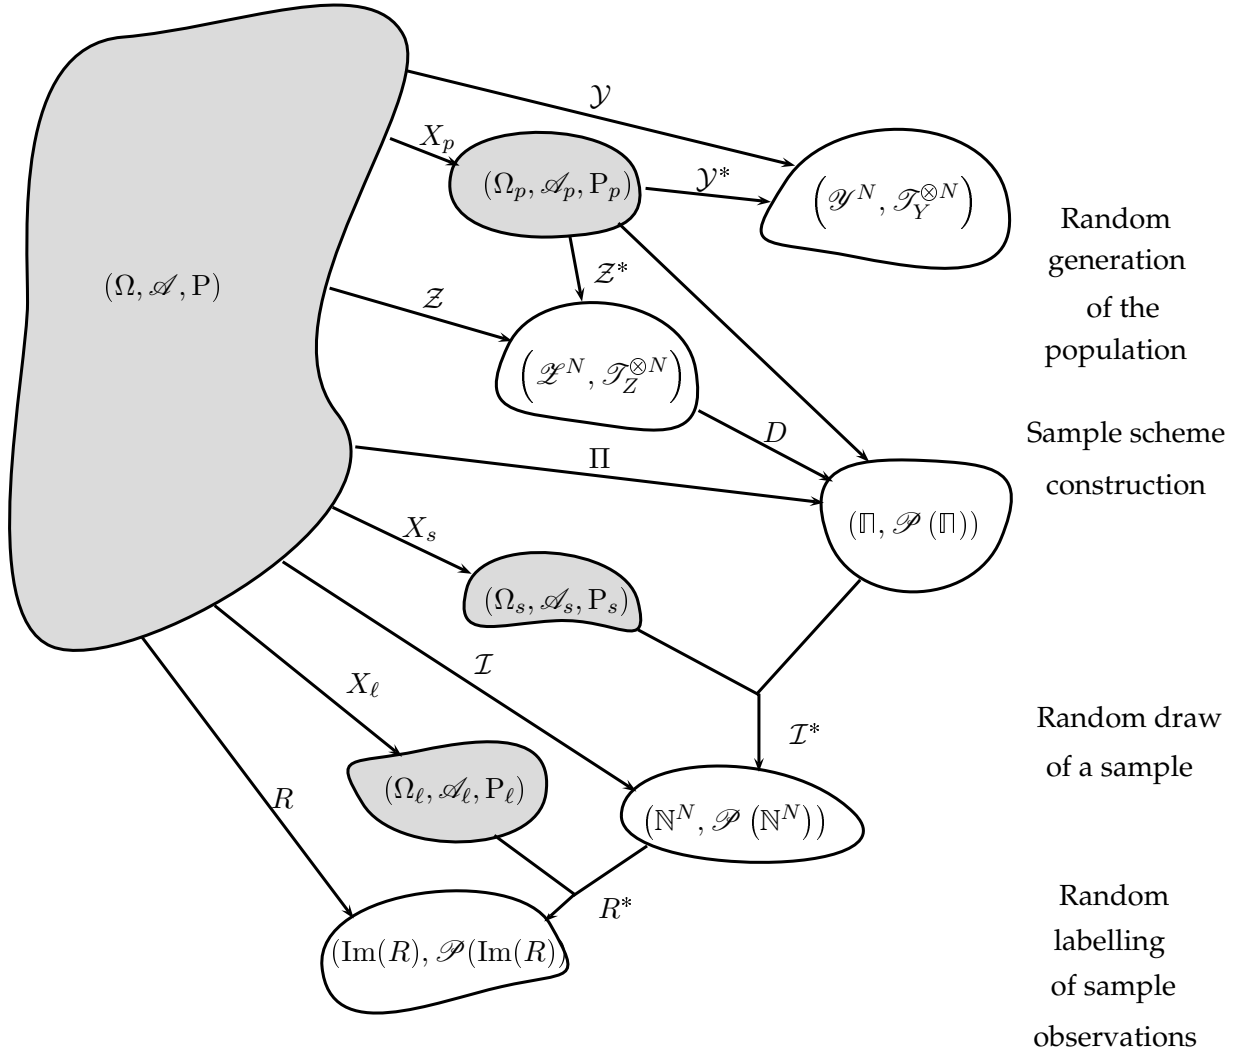 𝒴
X_p
(Ω_p, 𝒜_p, P_p)
𝒴*
(𝒴^N, 𝒯_Y^{⊗N})
Random
generation
of the
population
(Ω, 𝒜, P)
𝒵*
𝒵
(𝒵^N, 𝒯_Z^{⊗N})
D
Sample scheme
construction
Π
(ℿ, 𝒫(ℿ))
X_s
(Ω_s, 𝒜_s, P_s)
ℐ
X_ℓ
ℐ*
Random draw
of a sample
(Ω_ℓ, 𝒜_ℓ, P_ℓ)
R
(ℕ^N, 𝒫(ℕ^N))
R*
(Im(R), 𝒫(Im(R))
Random
labelling
of sample
observations